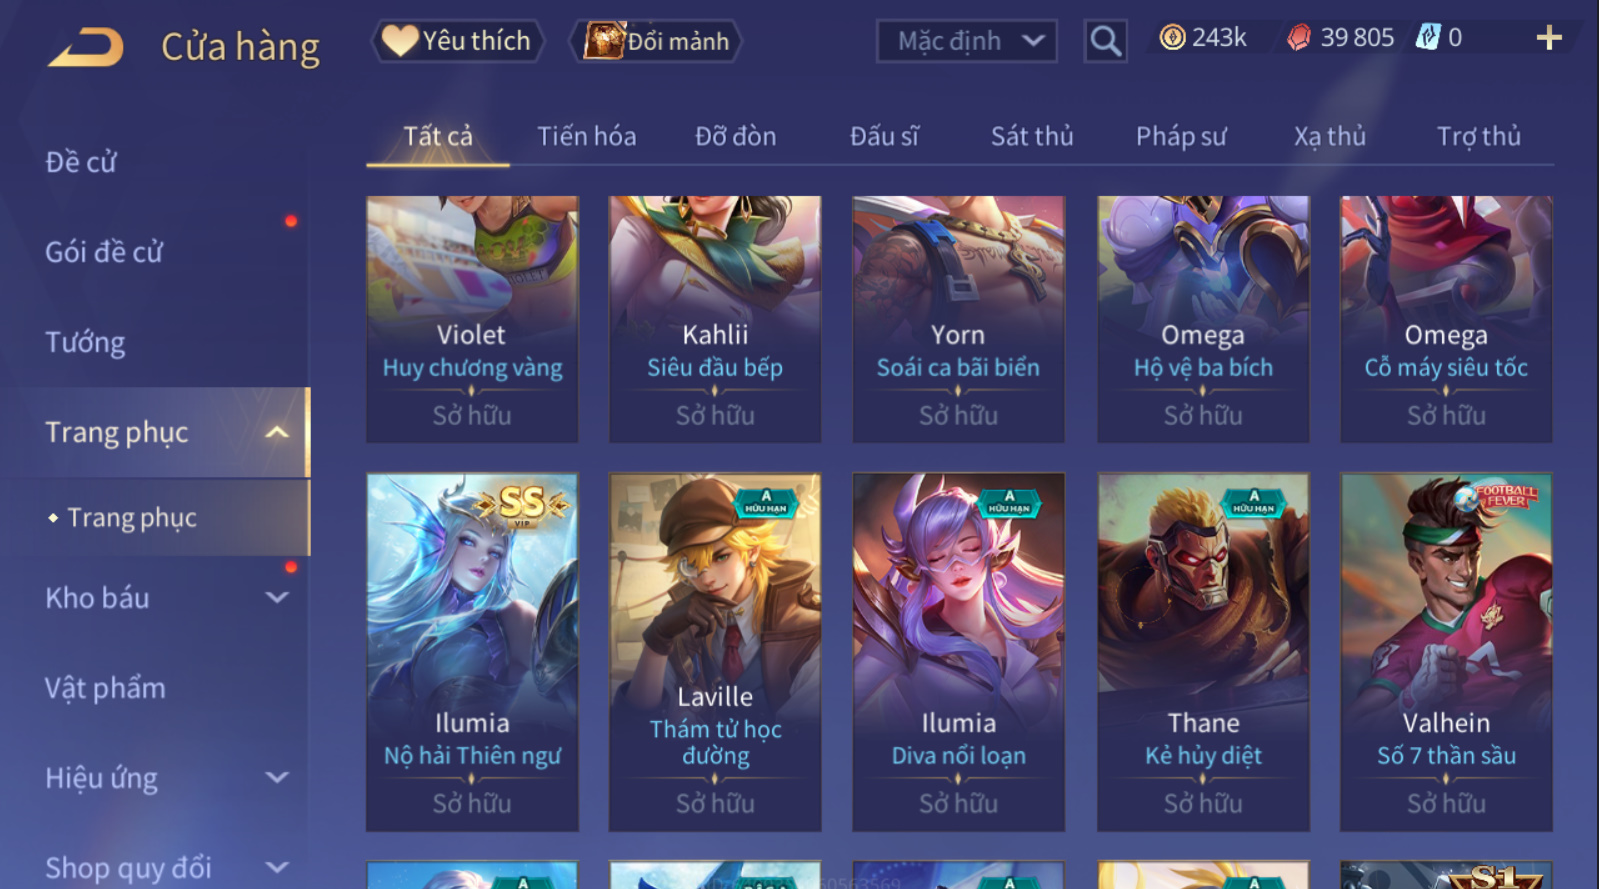 Cửa hàng
Yêu thích
Đổi mảnh
Mặc định
243k
39 805
0
Tất cả
Tiến hóa
Đỡ đòn
Đấu sĩ
Sát thủ
Pháp sư
Xạ thủ
Trợ thủ
Đề cử
Gói đề cử
Tướng
Trang phục
Trang phục
Kho báu
Vật phẩm
Hiệu ứng
Shop quy đổi
Violet
Huy chương vàng
Sở hữu
Kahlii
Siêu đầu bếp
Sở hữu
Yorn
Soái ca bãi biển
Sở hữu
Omega
Hộ vệ ba bích
Sở hữu
Omega
Cỗ máy siêu tốc
Sở hữu
SS
VIP
Ilumia
Nộ hải Thiên ngư
Sở hữu
A
HỮU HẠN
Laville
Thám tử học
đường
Sở hữu
A
HỮU HẠN
Ilumia
Diva nổi loạn
Sở hữu
A
HỮU HẠN
Thane
Kẻ hủy diệt
Sở hữu
FOOTBALL
FEVER
7
Valhein
Số 7 thần sầu
Sở hữu
A
A
A
S1